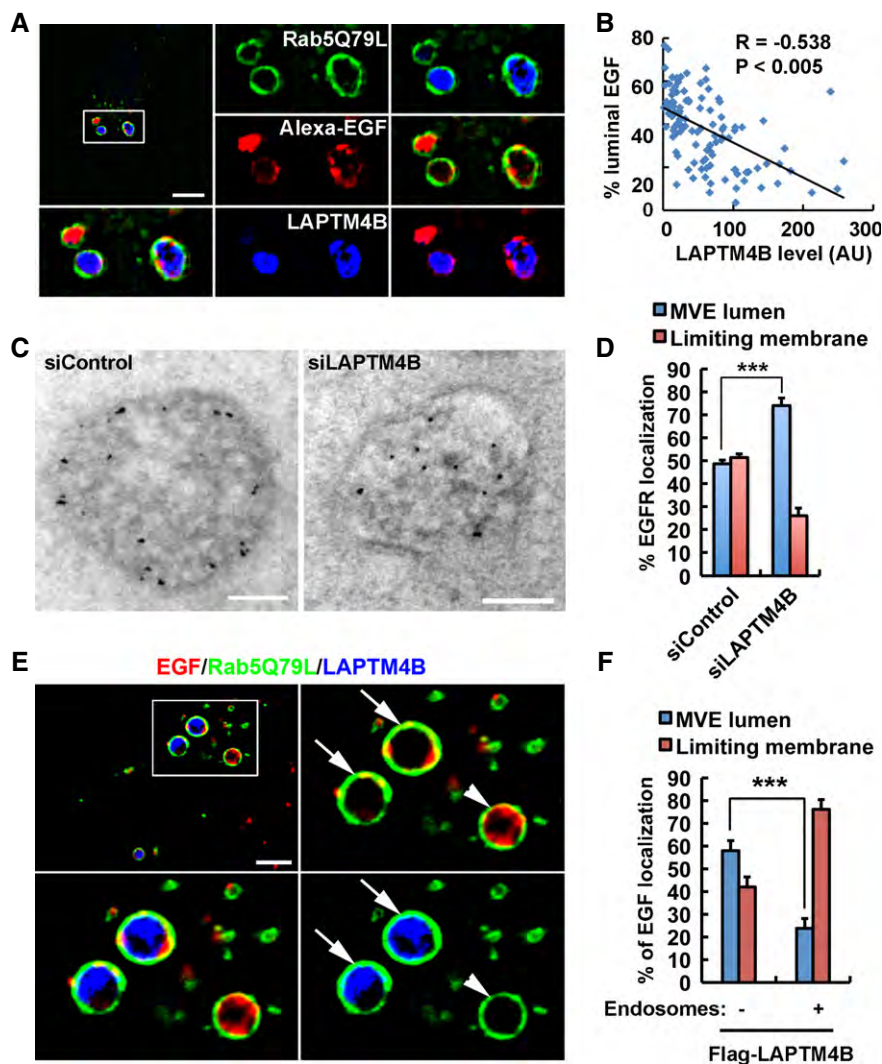 A
Rab5Q79L
Alexa-EGF
LAPTM4B
B
R = -0.538
P < 0.005
% luminal EGF
80
60
40
20
0
0
100
200
300
LAPTM4B level (AU)
C
siControl
siLAPTM4B
MVE lumen
Limiting membrane
D
***
% EGFR localization
90
80
70
60
50
40
30
20
10
0
siControl
siLAPTM4B
E
EGF/Rab5Q79L/LAPTM4B
F
MVE lumen
Limiting membrane
***
% of EGF localization
90
80
70
60
50
40
30
20
10
0
Endosomes: - +
Flag-LAPTM4B